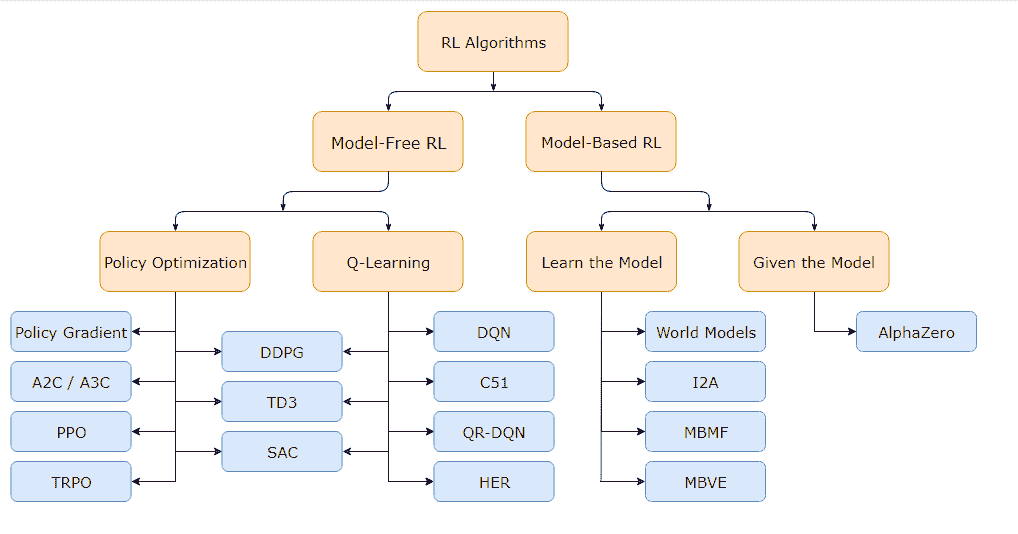 RL Algorithms
Model-Free RL
Model-Based RL
Policy Optimization
Q-Learning
Learn the Model
Given the Model
Policy Gradient
DDPG
DQN
World Models
AlphaZero
A2C / A3C
TD3
C51
I2A
PPO
SAC
QR-DQN
MBMF
TRPO
HER
MBVE